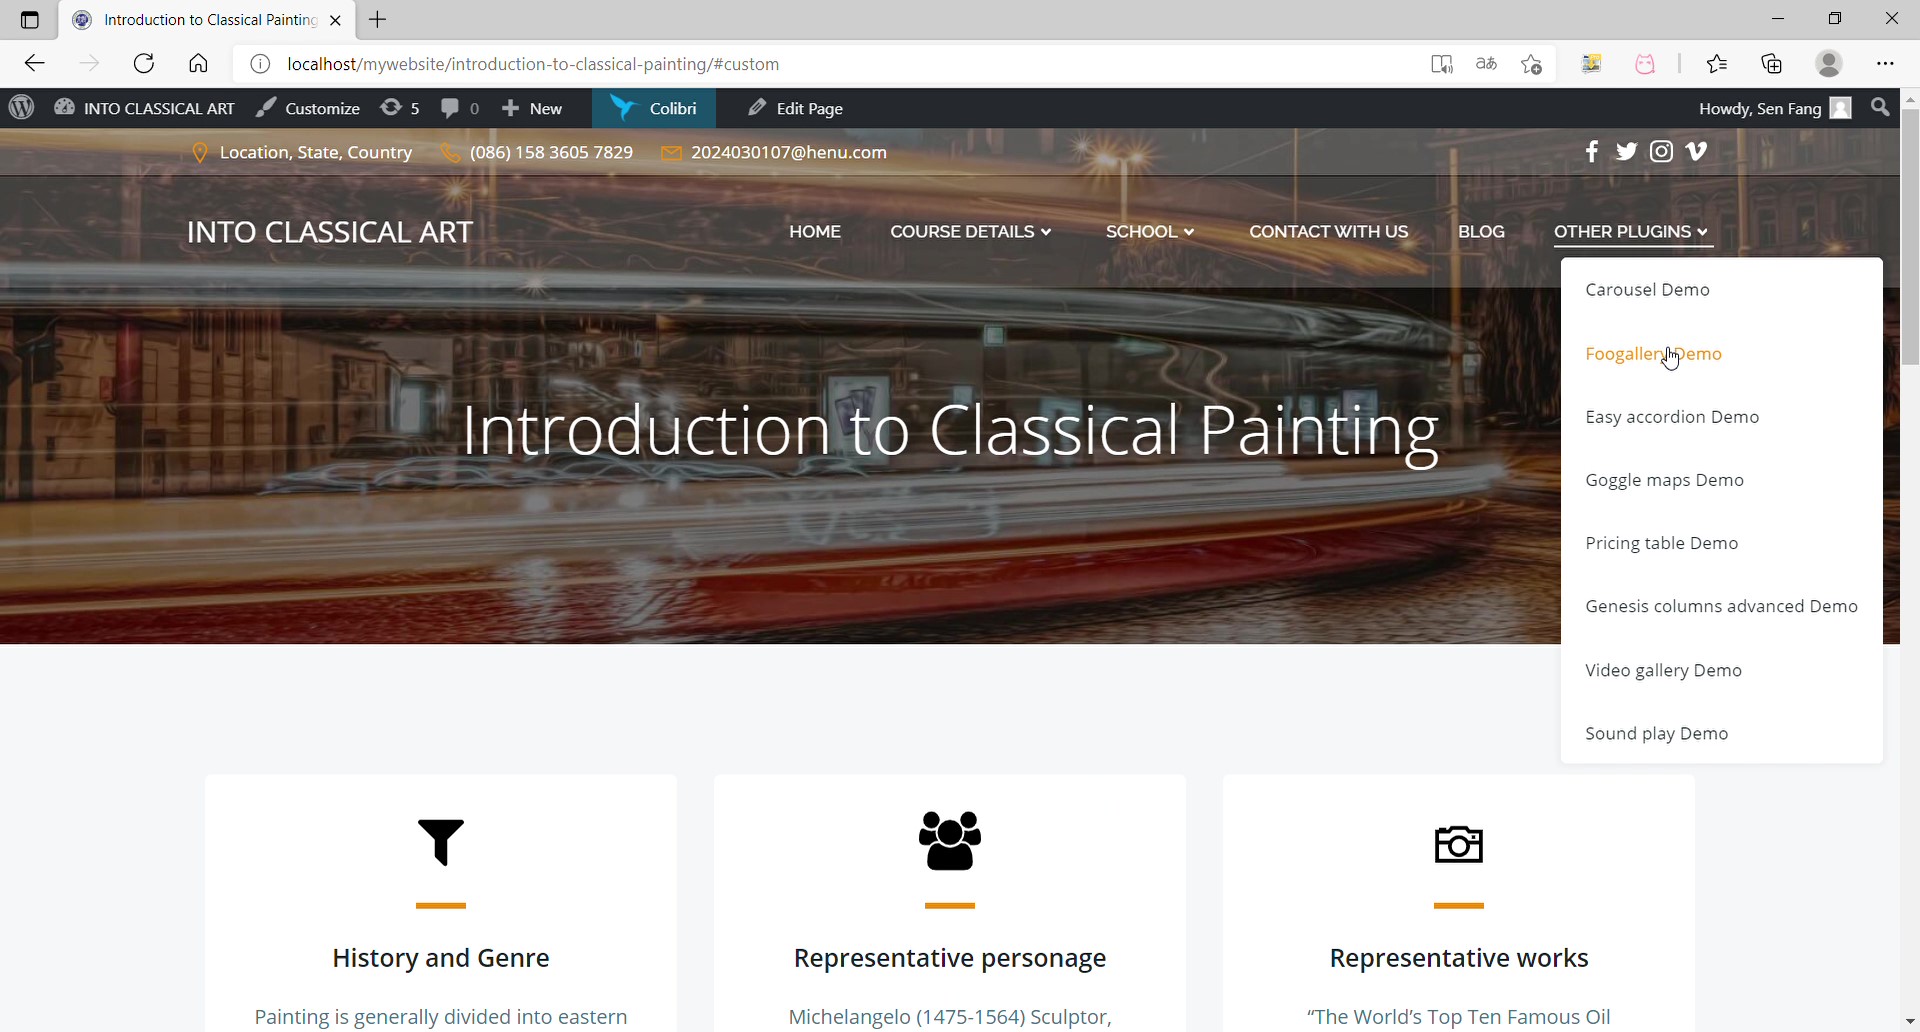 Introduction to Classical Painting
localhost/mywebsite/introduction-to-classical-painting/#custom
INTO CLASSICAL ART Customize 5 0 New Colibri Edit Page Howdy, Sen Fang
Location, State, Country (086) 158 3605 7829 2024030107@henu.com
INTO CLASSICAL ART HOME COURSE DETAILS SCHOOL CONTACT WITH US BLOG OTHER PLUGINS
Carousel Demo
Foogallery Demo
Easy accordion Demo
Goggle maps Demo
Pricing table Demo
Genesis columns advanced Demo
Video gallery Demo
Sound play Demo
Introduction to Classical Painting
History and Genre
Painting is generally divided into eastern
Representative personage
Michelangelo (1475-1564) Sculptor,
Representative works
“The World’s Top Ten Famous Oil